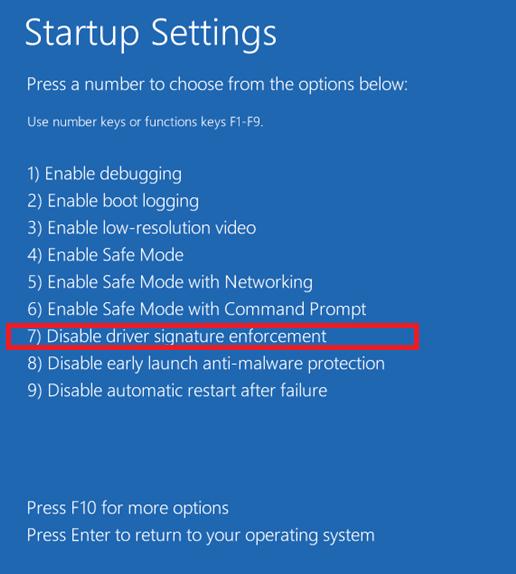 Startup Settings
Press a number to choose from the options below:
Use number keys or functions keys F1-F9.
1) Enable debugging
2) Enable boot logging
3) Enable low-resolution video
4) Enable Safe Mode
5) Enable Safe Mode with Networking
6) Enable Safe Mode with Command Prompt
7) Disable driver signature enforcement
8) Disable early launch anti-malware protection
9) Disable automatic restart after failure
Press F10 for more options
Press Enter to return to your operating system